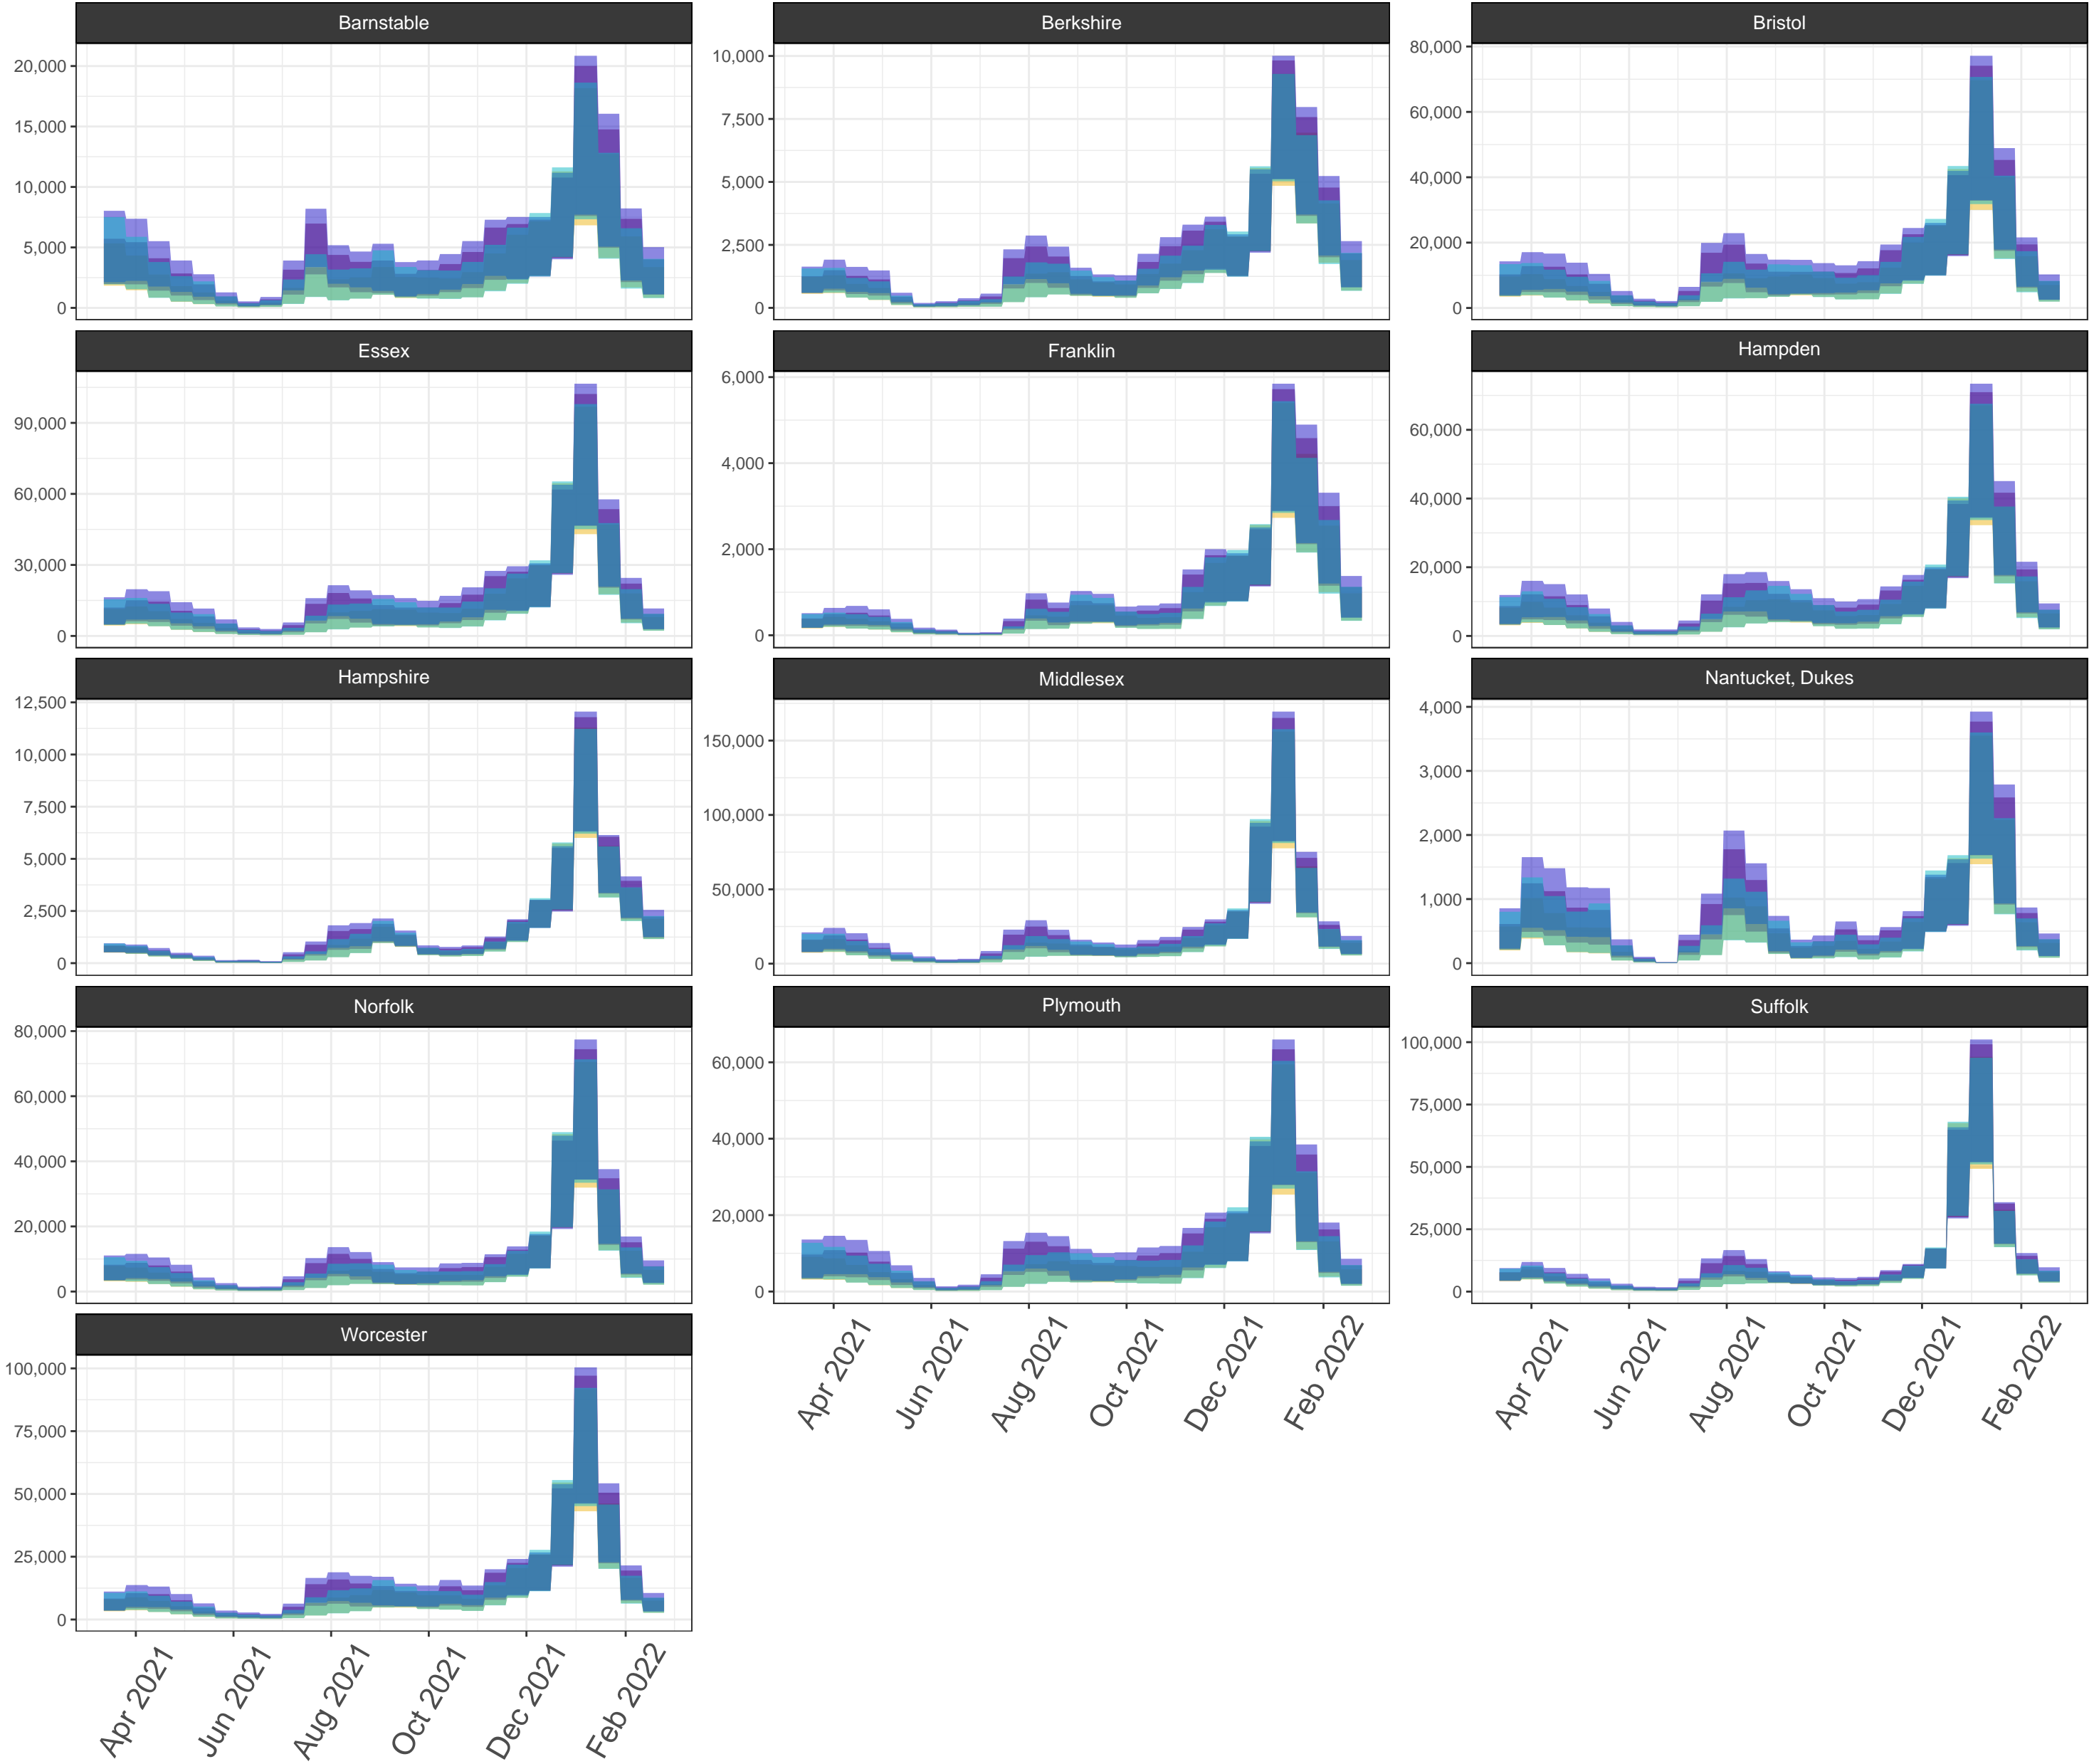 Barnstable
20,000
15,000
10,000
5,000
0
Berkshire
10,000
7,500
5,000
2,500
0
Bristol
80,000
60,000
40,000
20,000
0
Essex
90,000
60,000
30,000
0
Franklin
6,000
4,000
2,000
0
Hampden
60,000
40,000
20,000
0
Hampshire
12,500
10,000
7,500
5,000
2,500
0
Middlesex
150,000
100,000
50,000
0
Nantucket, Dukes
4,000
3,000
2,000
1,000
0
Norfolk
80,000
60,000
40,000
20,000
0
Plymouth
60,000
40,000
20,000
0
Apr 2021
Jun 2021
Aug 2021
Oct 2021
Dec 2021
Feb 2022
Suffolk
100,000
75,000
50,000
25,000
0
Apr 2021
Jun 2021
Aug 2021
Oct 2021
Dec 2021
Feb 2022
Worcester
100,000
75,000
50,000
25,000
0
Apr 2021
Jun 2021
Aug 2021
Oct 2021
Dec 2021
Feb 2022